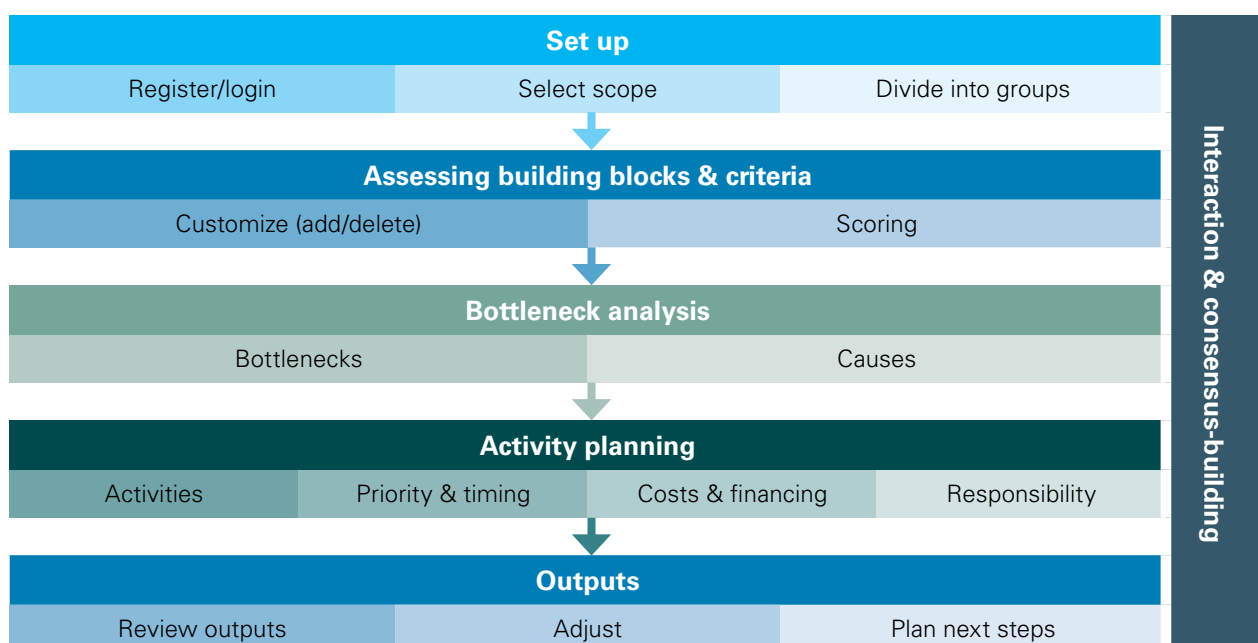 Set up
Register/login
Select scope
Divide into groups
Assessing building blocks & criteria
Customize (add/delete)
Scoring
Bottleneck analysis
Bottlenecks
Causes
Activity planning
Activities
Priority & timing
Costs & financing
Responsibility
Outputs
Review outputs
Adjust
Plan next steps
Interaction & consensus-building